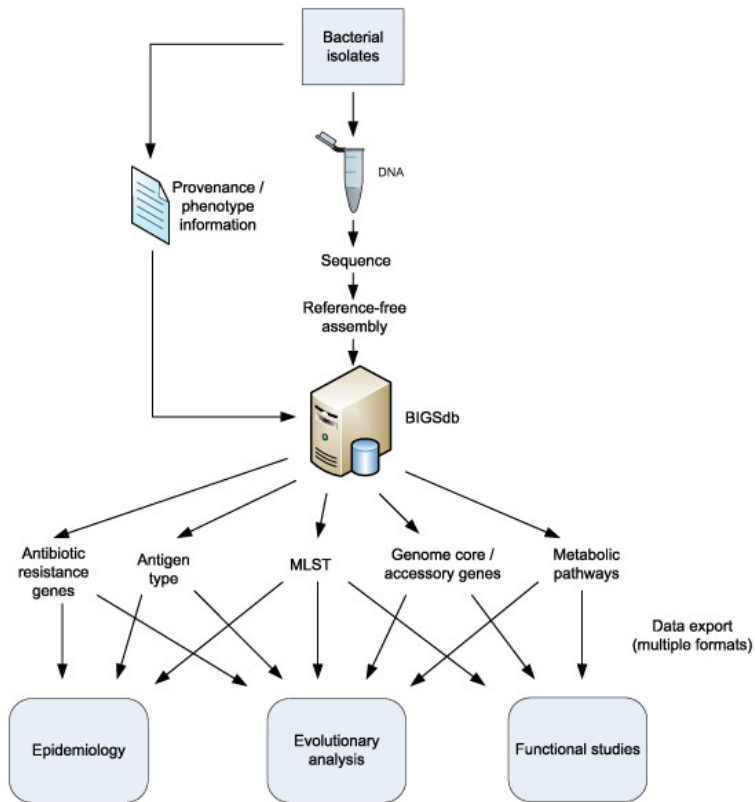 Bacterial
isolates
DNA
Provenance /
phenotype
information
Sequence
Reference-free
assembly
BIGSdb
Antibiotic
resistance
genes
Antigen
type
MLST
Genome core /
accessory genes
Metabolic
pathways
Data export
(multiple formats)
Epidemiology
Evolutionary
analysis
Functional studies